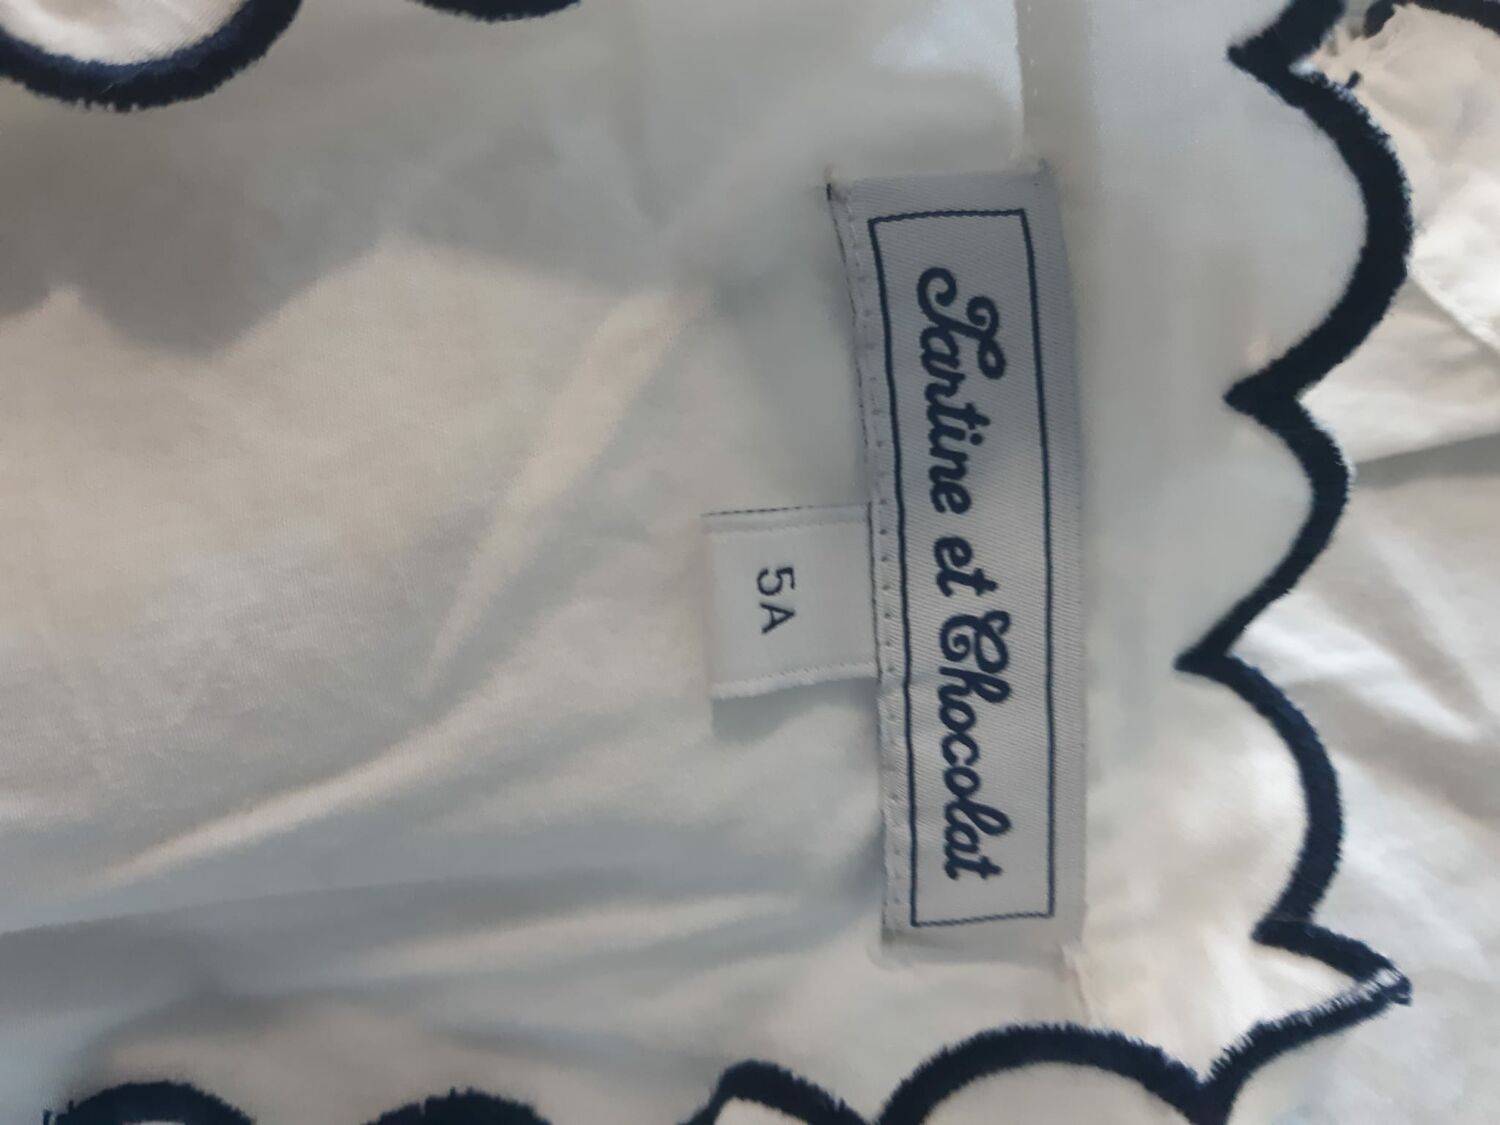 Tartine et Chocolat
5A